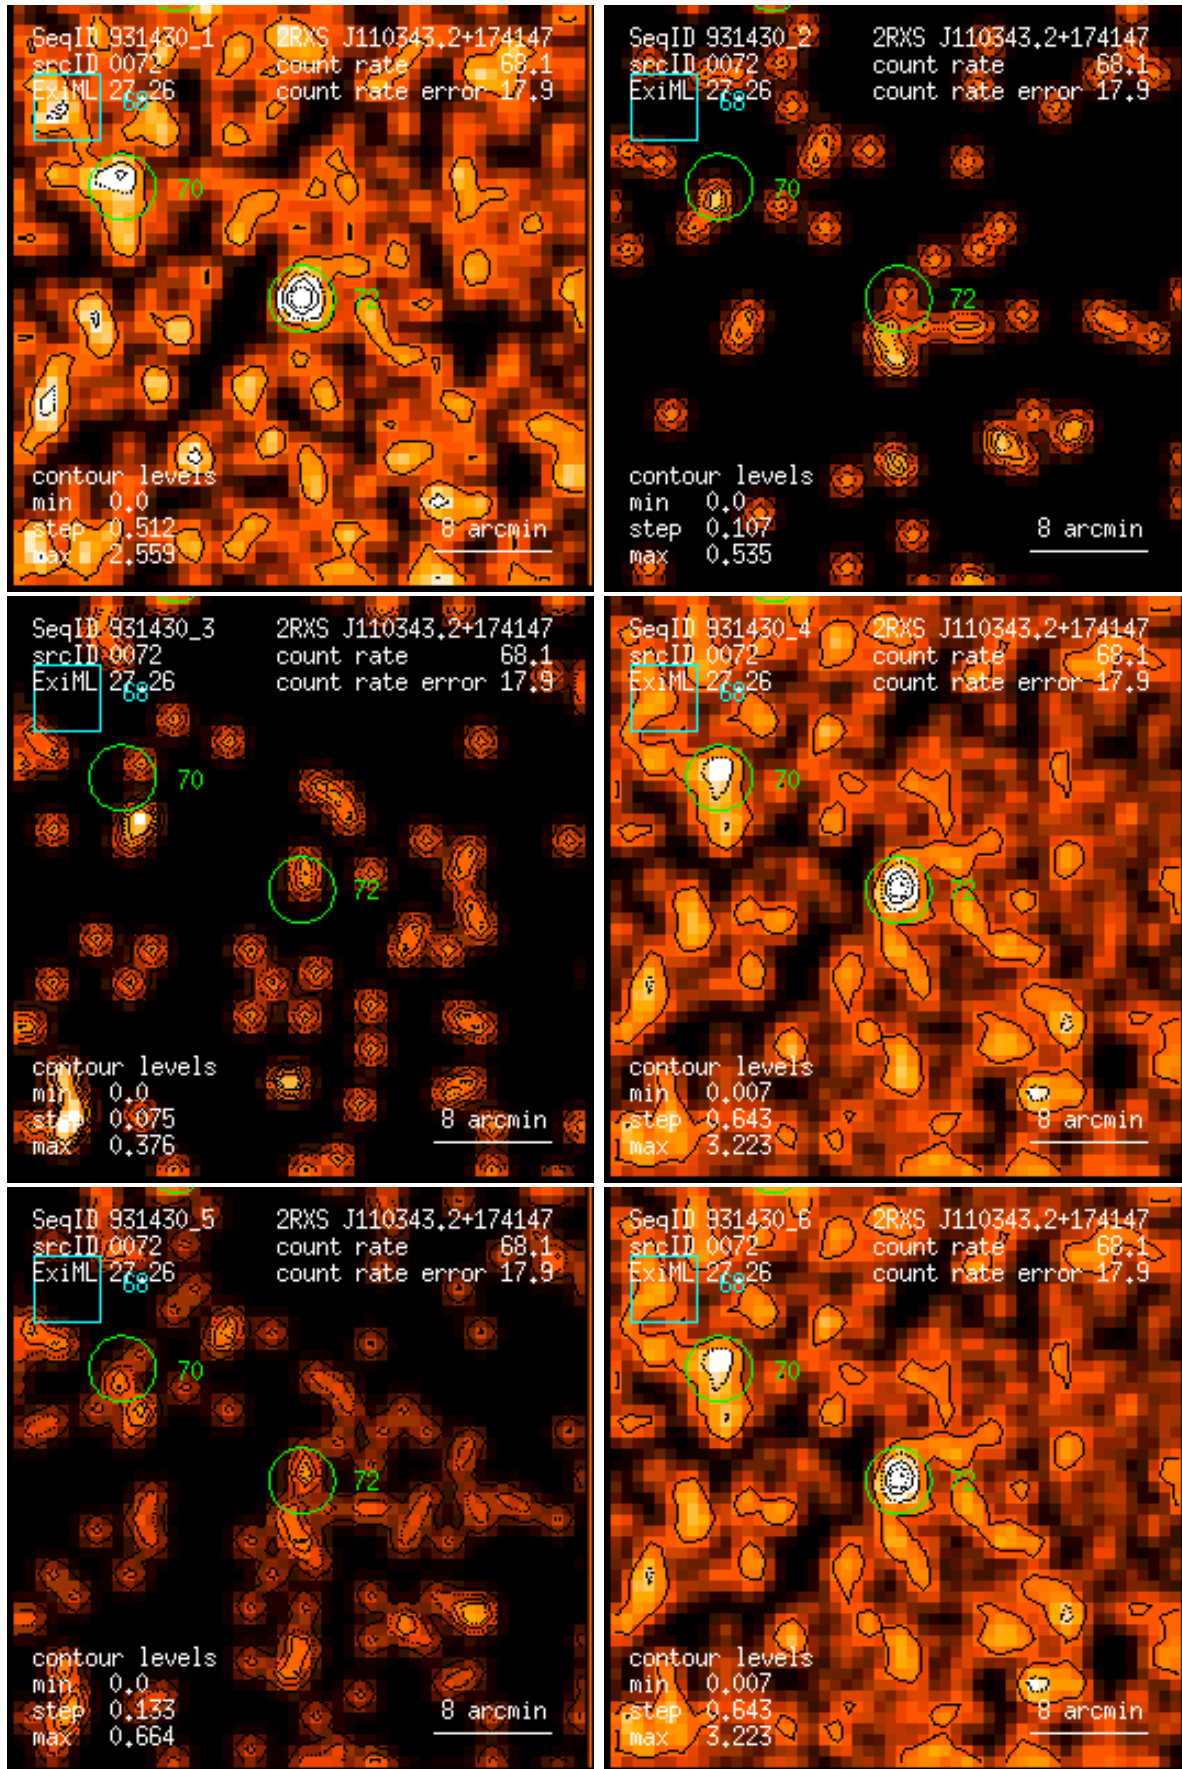 SeqID 931430_1 2RXS J110343.2+174147
srcID 0072 count rate 68.1
ExiML 27.26 count rate error 17.9
68
70
72
contour levels
min 0.0
step 0.512 8 arcmin
max 2.559
SeqID 931430_2 2RXS J110343.2+174147
srcID 0072 count rate 68.1
ExiML 27.26 count rate error 17.9
68
70
72
contour levels
min 0.0
step 0.107 8 arcmin
max 0.535
SeqID 931430_3 2RXS J110343.2+174147
srcID 0072 count rate 68.1
ExiML 27.26 count rate error 17.9
68
70
72
contour levels
min 0.0
step 0.075 8 arcmin
max 0.376
SeqID 931430_4 2RXS J110343.2+174147
srcID 0072 count rate 68.1
ExiML 27.26 count rate error 17.9
68
70
72
contour levels
min 0.007
step 0.643 8 arcmin
max 3.223
SeqID 931430_5 2RXS J110343.2+174147
srcID 0072 count rate 68.1
ExiML 27.26 count rate error 17.9
68
70
72
contour levels
min 0.0
step 0.133 8 arcmin
max 0.664
SeqID 931430_6 2RXS J110343.2+174147
srcID 0072 count rate 68.1
ExiML 27.26 count rate error 17.9
68
70
72
contour levels
min 0.007
step 0.643 8 arcmin
max 3.223